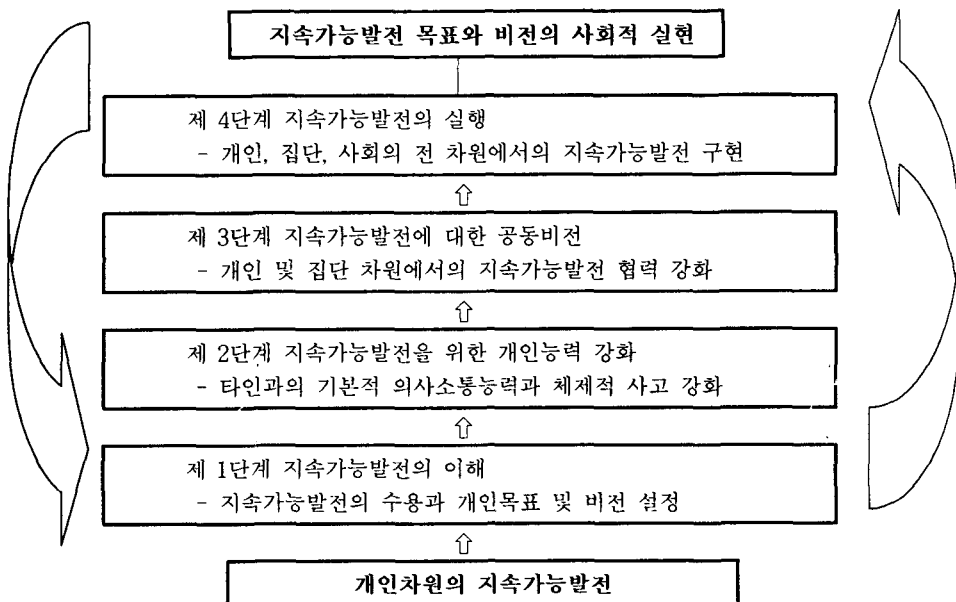 지속가능발전 목표와 비전의 사회적 실현
제 4단계 지속가능발전의 실행
- 개인, 집단, 사회의 전 차원에서의 지속가능발전 구현
제 3단계 지속가능발전에 대한 공동비전
- 개인 및 집단 차원에서의 지속가능발전 협력 강화
제 2단계 지속가능발전을 위한 개인능력 강화
- 타인과의 기본적 의사소통능력과 체제적 사고 강화
제 1단계 지속가능발전의 이해
- 지속가능발전의 수용과 개인목표 및 비전 설정
개인차원의 지속가능발전